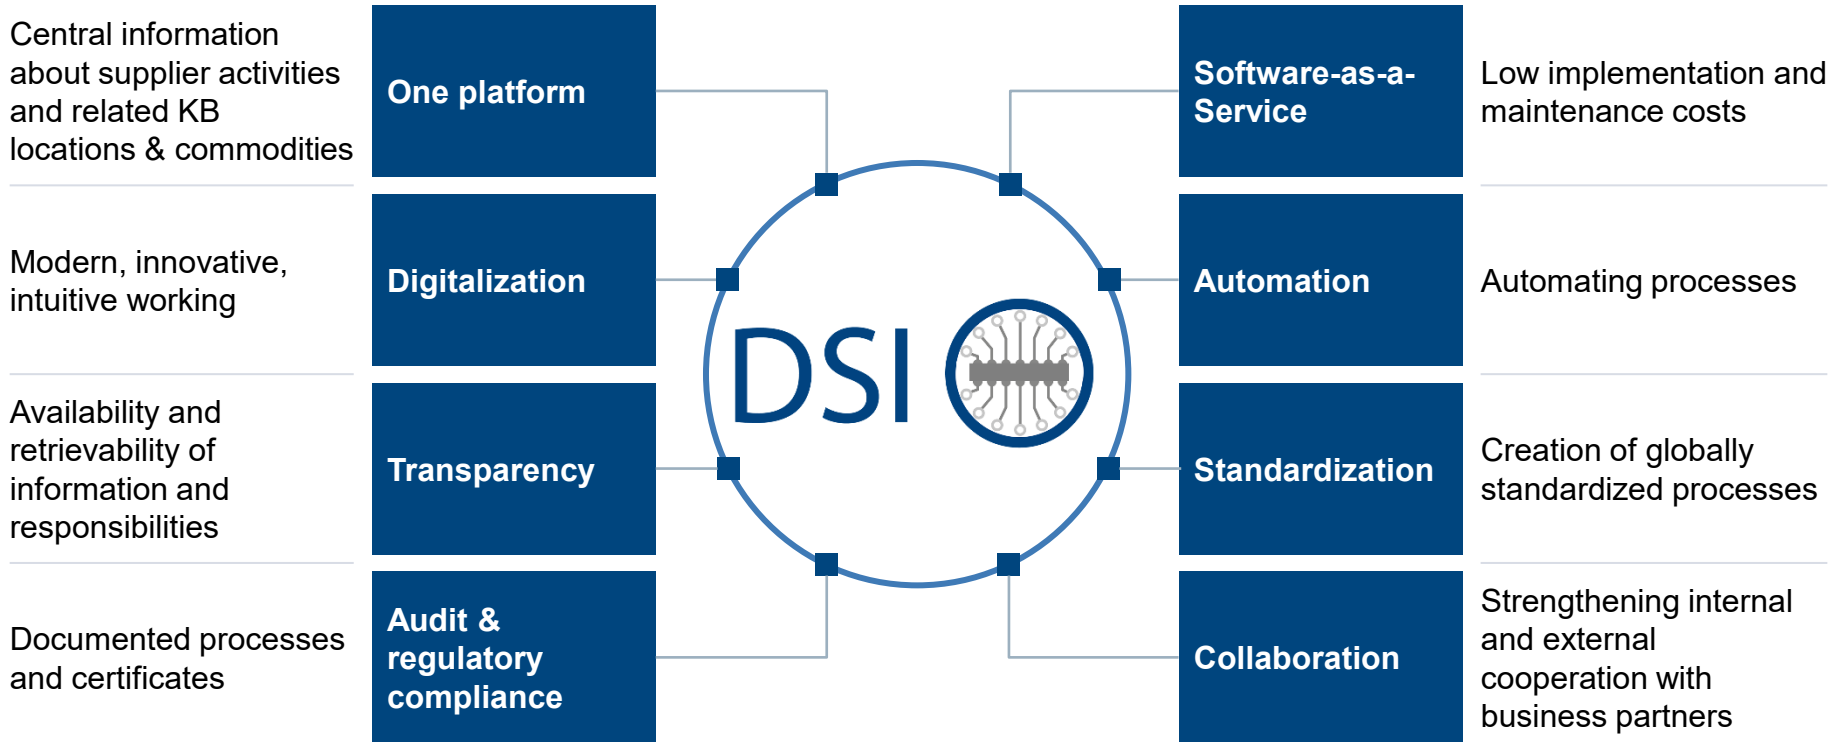 Central information
about supplier activities
and related KB
locations & commodities
One platform
Modern, innovative,
intuitive working
Digitalization
Availability and
retrievability of
information and
responsibilities
Transparency
Documented processes
and certificates
Audit &
regulatory
compliance
DSI
Software-as-a-
Service
Low implementation and
maintenance costs
Automation
Automating processes
Standardization
Creation of globally
standardized processes
Collaboration
Strengthening internal
and external
cooperation with
business partners